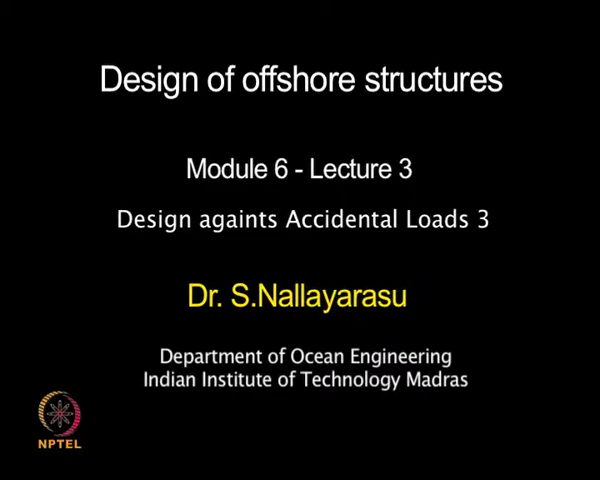 Design of offshore structures
Module 6 - Lecture 3
Design againts Accidental Loads 3
Dr. S.Nallayarasu
Department of Ocean Engineering
Indian Institute of Technology Madras
NPTEL